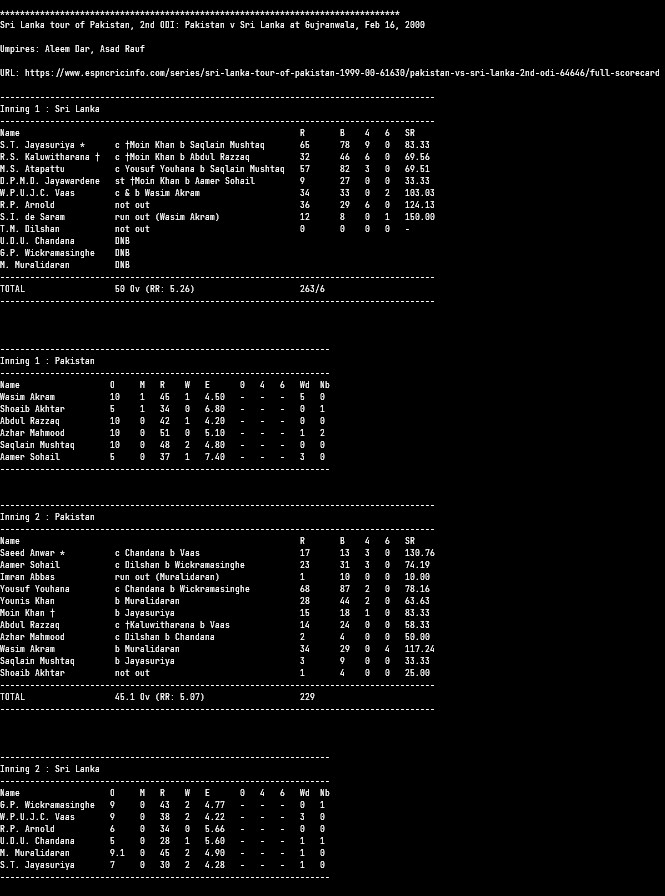 ********************************************************************************
Sri Lanka tour of Pakistan, 2nd ODI: Pakistan v Sri Lanka at Gujranwala, Feb 16, 2000
Umpires: Aleem Dar, Asad Rauf
URL: https://www.espncricinfo.com/series/sri-lanka-tour-of-pakistan-1999-00-61630/pakistan-vs-sri-lanka-2nd-odi-64646/full-scorecard
---------------------------------------------------------------------------------------
Inning 1 : Sri Lanka
---------------------------------------------------------------------------------------
Name R B 4 6 SR
S.T. Jayasuriya * c †Moin Khan b Saqlain Mushtaq 65 78 9 0 83.33
R.S. Kaluwitharana † c †Moin Khan b Abdul Razzaq 32 46 6 0 69.56
M.S. Atapattu c Yousuf Youhana b Saqlain Mushtaq 57 82 3 0 69.51
D.P.M.D. Jayawardene st †Moin Khan b Aamer Sohail 9 27 0 0 33.33
W.P.U.J.C. Vaas c & b Wasim Akram 34 33 0 2 103.03
R.P. Arnold not out 36 29 6 0 124.13
S.I. de Saram run out (Wasim Akram) 12 8 0 1 150.00
T.M. Dilshan not out 0 0 0 0 -
U.D.U. Chandana DNB
G.P. Wickramasinghe DNB
M. Muralidaran DNB
---------------------------------------------------------------------------------------
TOTAL 50 Ov (RR: 5.26) 263/6
---------------------------------------------------------------------------------------
------------------------------------------------------------------
Inning 1 : Pakistan
------------------------------------------------------------------
Name O M R W E 0 4 6 Wd Nb
Wasim Akram 10 1 45 1 4.50 - - - 5 0
Shoaib Akhtar 5 1 34 0 6.80 - - - 0 1
Abdul Razzaq 10 0 42 1 4.20 - - - 0 0
Azhar Mahmood 10 0 51 0 5.10 - - - 1 2
Saqlain Mushtaq 10 0 48 2 4.80 - - - 0 0
Aamer Sohail 5 0 37 1 7.40 - - - 3 0
------------------------------------------------------------------
---------------------------------------------------------------------------------------
Inning 2 : Pakistan
---------------------------------------------------------------------------------------
Name R B 4 6 SR
Saeed Anwar * c Chandana b Vaas 17 13 3 0 130.76
Aamer Sohail c Dilshan b Wickramasinghe 23 31 3 0 74.19
Imran Abbas run out (Muralidaran) 1 10 0 0 10.00
Yousuf Youhana c Chandana b Wickramasinghe 68 87 2 0 78.16
Younis Khan b Muralidaran 28 44 2 0 63.63
Moin Khan † b Jayasuriya 15 18 1 0 83.33
Abdul Razzaq c †Kaluwitharana b Vaas 14 24 0 0 58.33
Azhar Mahmood c Dilshan b Chandana 2 4 0 0 50.00
Wasim Akram b Muralidaran 34 29 0 4 117.24
Saqlain Mushtaq b Jayasuriya 3 9 0 0 33.33
Shoaib Akhtar not out 1 4 0 0 25.00
---------------------------------------------------------------------------------------
TOTAL 45.1 Ov (RR: 5.07) 229
---------------------------------------------------------------------------------------
------------------------------------------------------------------
Inning 2 : Sri Lanka
------------------------------------------------------------------
Name O M R W E 0 4 6 Wd Nb
G.P. Wickramasinghe 9 0 43 2 4.77 - - - 0 1
W.P.U.J.C. Vaas 9 0 38 2 4.22 - - - 3 0
R.P. Arnold 6 0 34 0 5.66 - - - 0 0
U.D.U. Chandana 5 0 28 1 5.60 - - - 1 1
M. Muralidaran 9.1 0 45 2 4.90 - - - 1 0
S.T. Jayasuriya 7 0 30 2 4.28 - - - 1 0
------------------------------------------------------------------